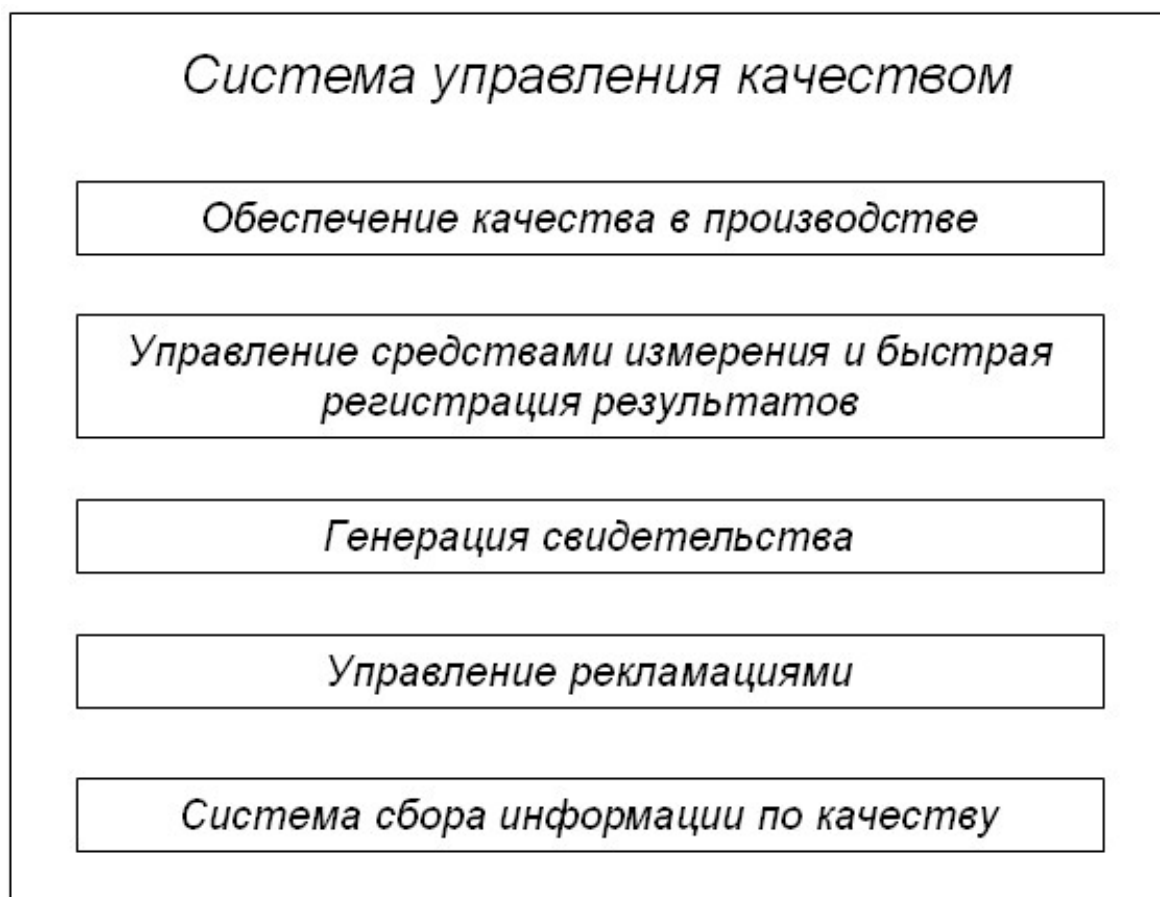 Система управления качеством
Обеспечение качества в производстве
Управление средствами измерения и быстрая
регистрация результатов
Генерация свидетельства
Управление рекламациями
Система сбора информации по качеству